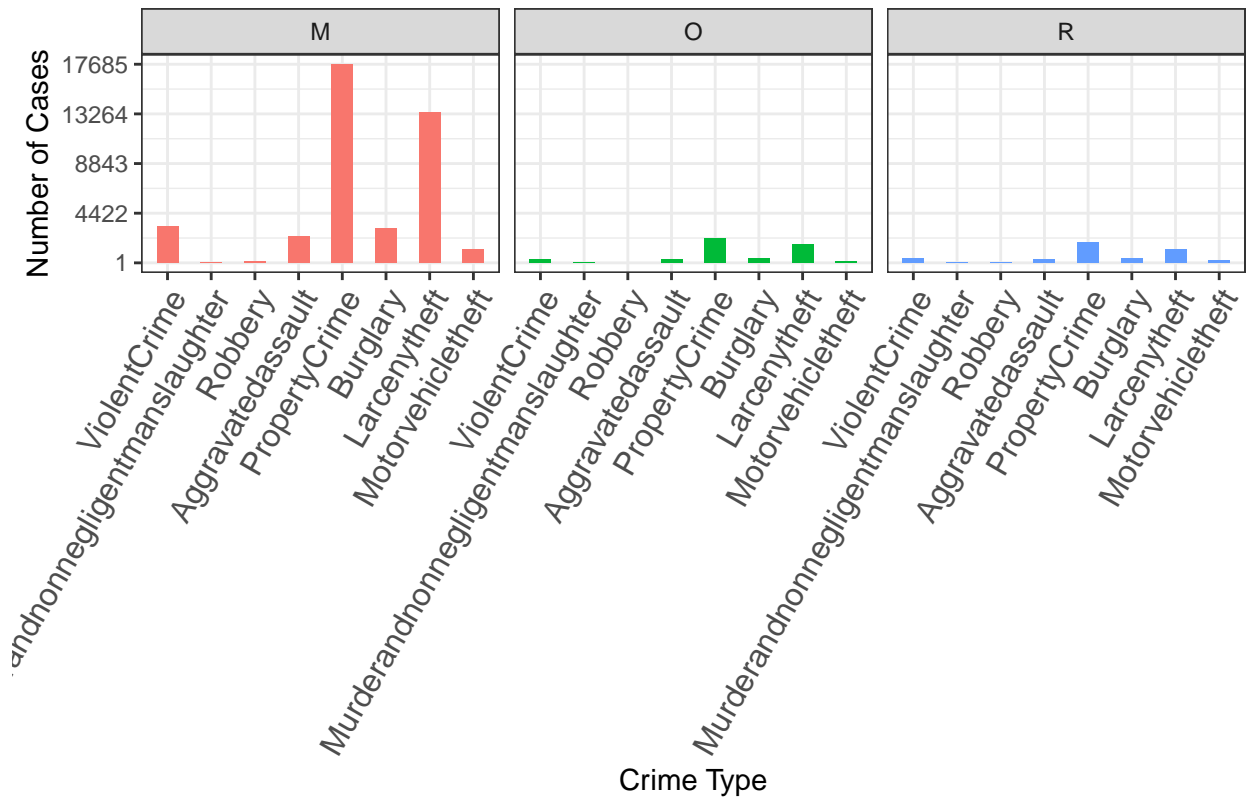 M
O
R
Number of Cases
17685
13264
8843
4422
1
ViolentCrime
andnonnegligentmanslaughter
Robbery
Aggravatedassault
PropertyCrime
Burglary
Larcenytheft
Motorvehicletheft
ViolentCrime
Murderandnonnegligentmanslaughter
Robbery
Aggravatedassault
PropertyCrime
Burglary
Larcenytheft
Motorvehicletheft
ViolentCrime
Murderandnonnegligentmanslaughter
Robbery
Aggravatedassault
PropertyCrime
Burglary
Larcenytheft
Motorvehicletheft
Crime Type